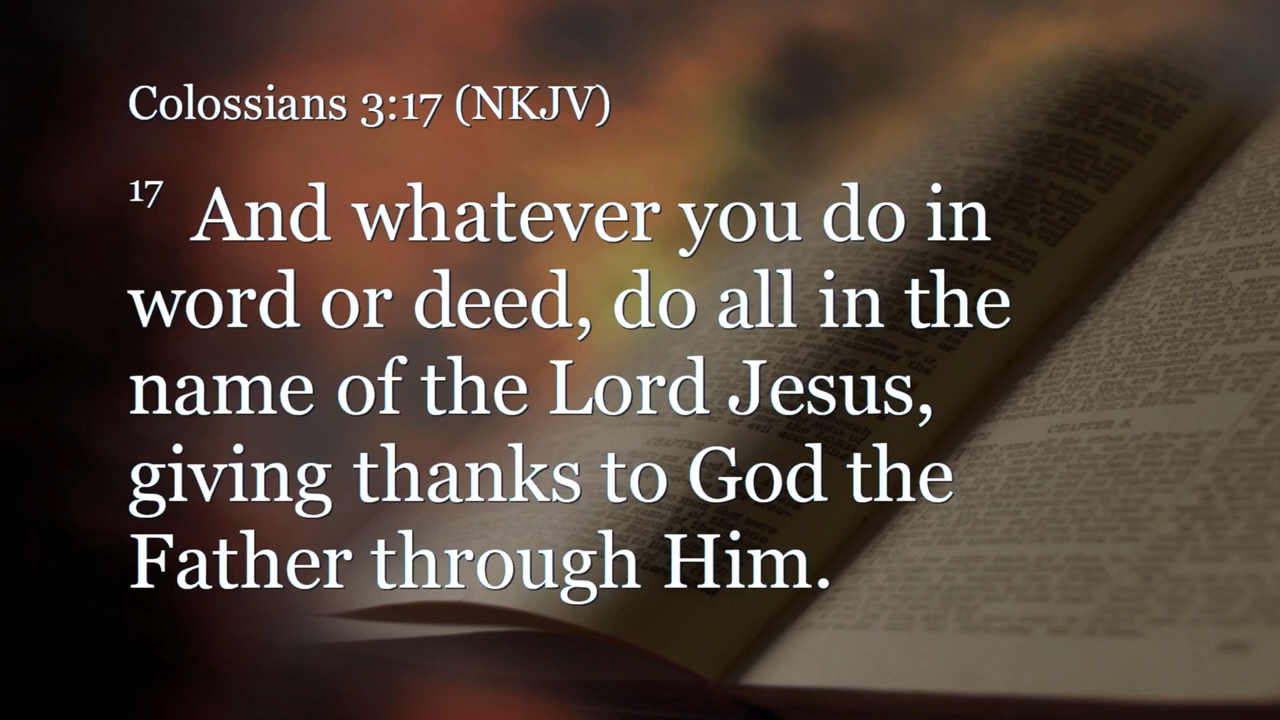 Colossians 3:17 (NKJV)
17 And whatever you do in
word or deed, do all in the
name of the Lord Jesus,
giving thanks to God the
Father through Him.